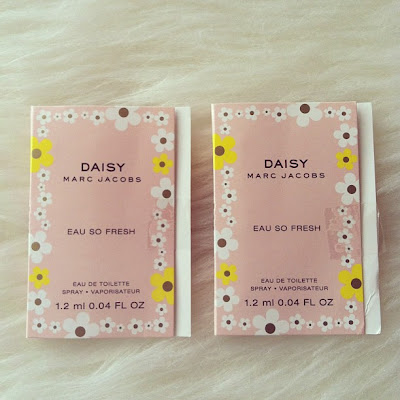 DAISY
MARC JACOBS
EAU SO FRESH
EAU DE TOILETTE
SPRAY • VAPORISATEUR
1.2 ml 0.04 FL OZ
DAISY
MARC JACOBS
EAU SO FRESH
EAU DE TOILETTE
SPRAY • VAPORISATEUR
1.2 ml 0.04 FL OZ